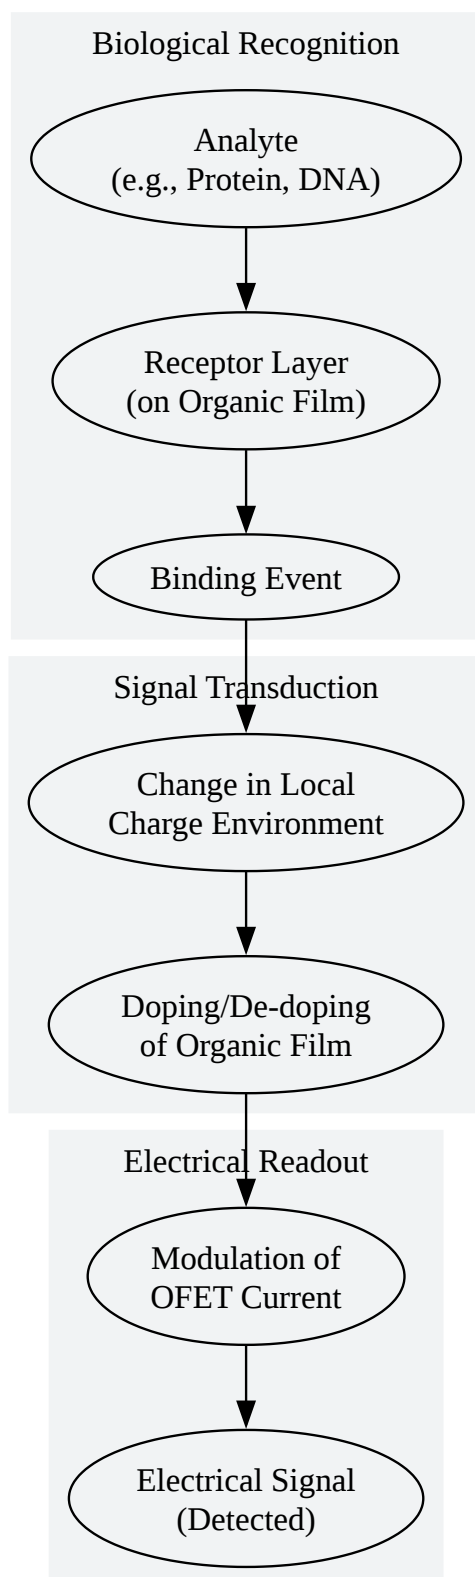 Biological Recognition
Analyte
(e.g., Protein, DNA)
Receptor Layer
(on Organic Film)
Binding Event
Signal Transduction
Change in Local
Charge Environment
Doping/De-doping
of Organic Film
Electrical Readout
Modulation of
OFET Current
Electrical Signal
(Detected)